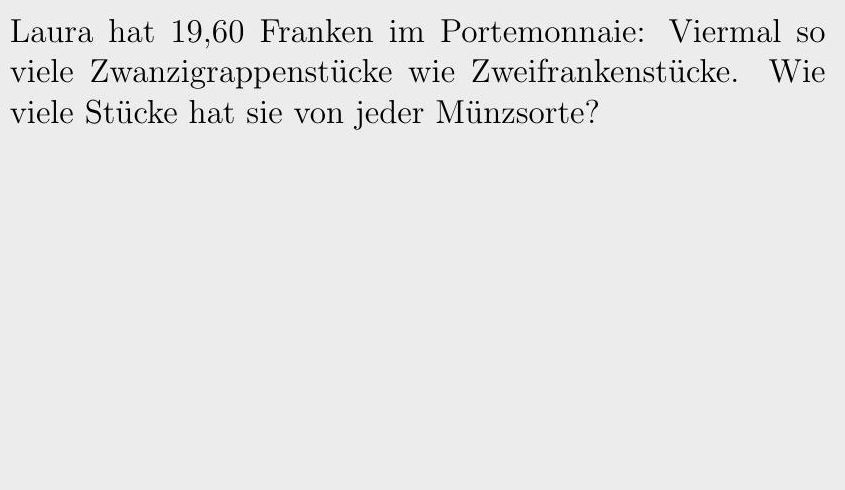 Laura hat 19,60 Franken im Portemonnaie: Viermal so
viele Zwanzigrappenstücke wie Zweifrankenstücke. Wie
viele Stücke hat sie von jeder Münzsorte?